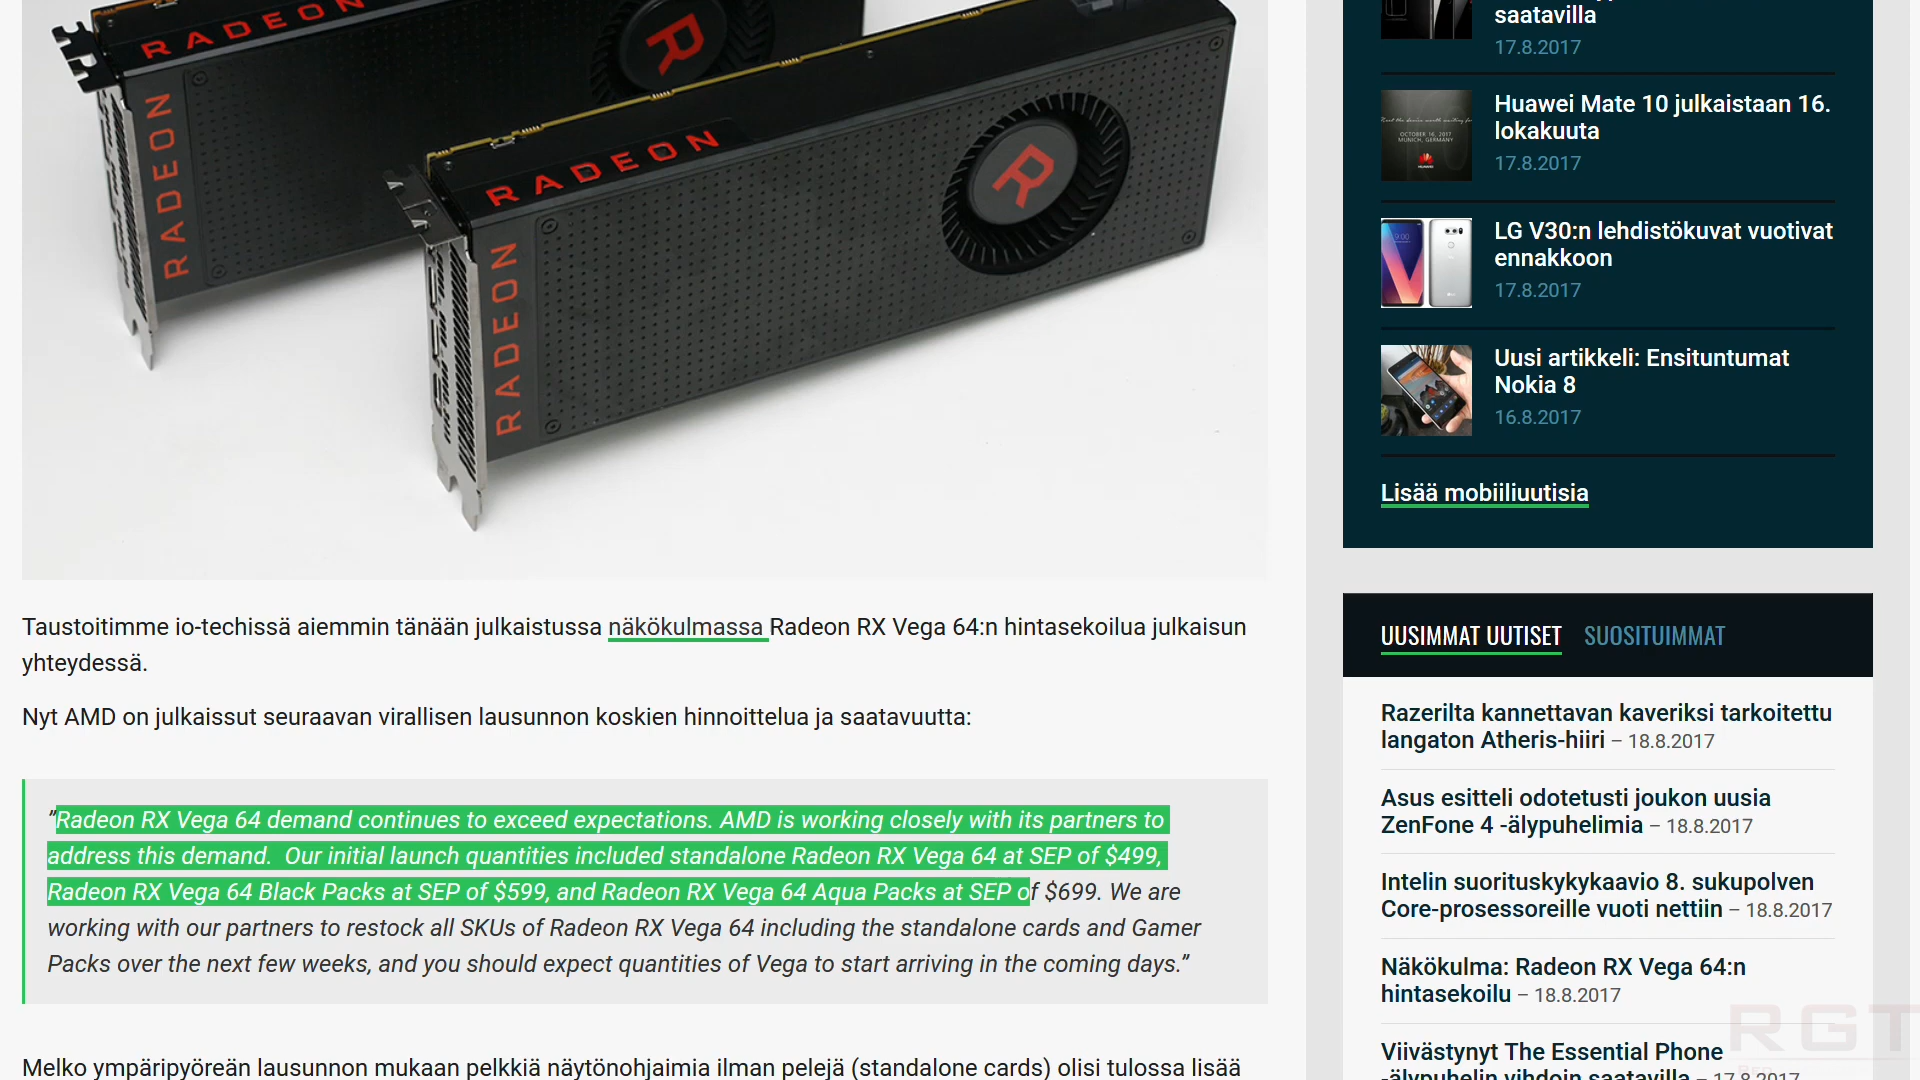 RADEON
RADEON
RADEON
RADEON
Taustoitimme io-techissä aiemmin tänään julkaistussa näkökulmassa Radeon RX Vega 64:n hintasekoilua julkaisun
yhteydessä.
Nyt AMD on julkaissut seuraavan virallisen lausunnon koskien hinnoittelua ja saatavuutta:
”Radeon RX Vega 64 demand continues to exceed expectations. AMD is working closely with its partners to
address this demand.  Our initial launch quantities included standalone Radeon RX Vega 64 at SEP of $499,
Radeon RX Vega 64 Black Packs at SEP of $599, and Radeon RX Vega 64 Aqua Packs at SEP of $699. We are
working with our partners to restock all SKUs of Radeon RX Vega 64 including the standalone cards and Gamer
Packs over the next few weeks, and you should expect quantities of Vega to start arriving in the coming days.”
Melko ympäripyöreän lausunnon mukaan pelkkiä näytönohjaimia ilman pelejä (standalone cards) olisi tulossa lisää
saatavilla
17.8.2017
OCTOBER 16, 2017
MUNICH, GERMANY
HUAWEI
Huawei Mate 10 julkaistaan 16.
lokakuuta
17.8.2017
9:00
LG V30:n lehdistökuvat vuotivat
ennakkoon
17.8.2017
Uusi artikkeli: Ensituntumat
Nokia 8
16.8.2017
Lisää mobiiliuutisia
UUSIMMAT UUTISET SUOSITUIMMAT
Razerilta kannettavan kaveriksi tarkoitettu
langaton Atheris-hiiri – 18.8.2017
Asus esitteli odotetusti joukon uusia
ZenFone 4 -älypuhelimia – 18.8.2017
Intelin suorituskykykaavio 8. sukupolven
Core-prosessoreille vuoti nettiin – 18.8.2017
Näkökulma: Radeon RX Vega 64:n
hintasekoilu – 18.8.2017
Viivästynyt The Essential Phone
-älypuhelin vihdoin saatavilla – 17.8.2017
RGT